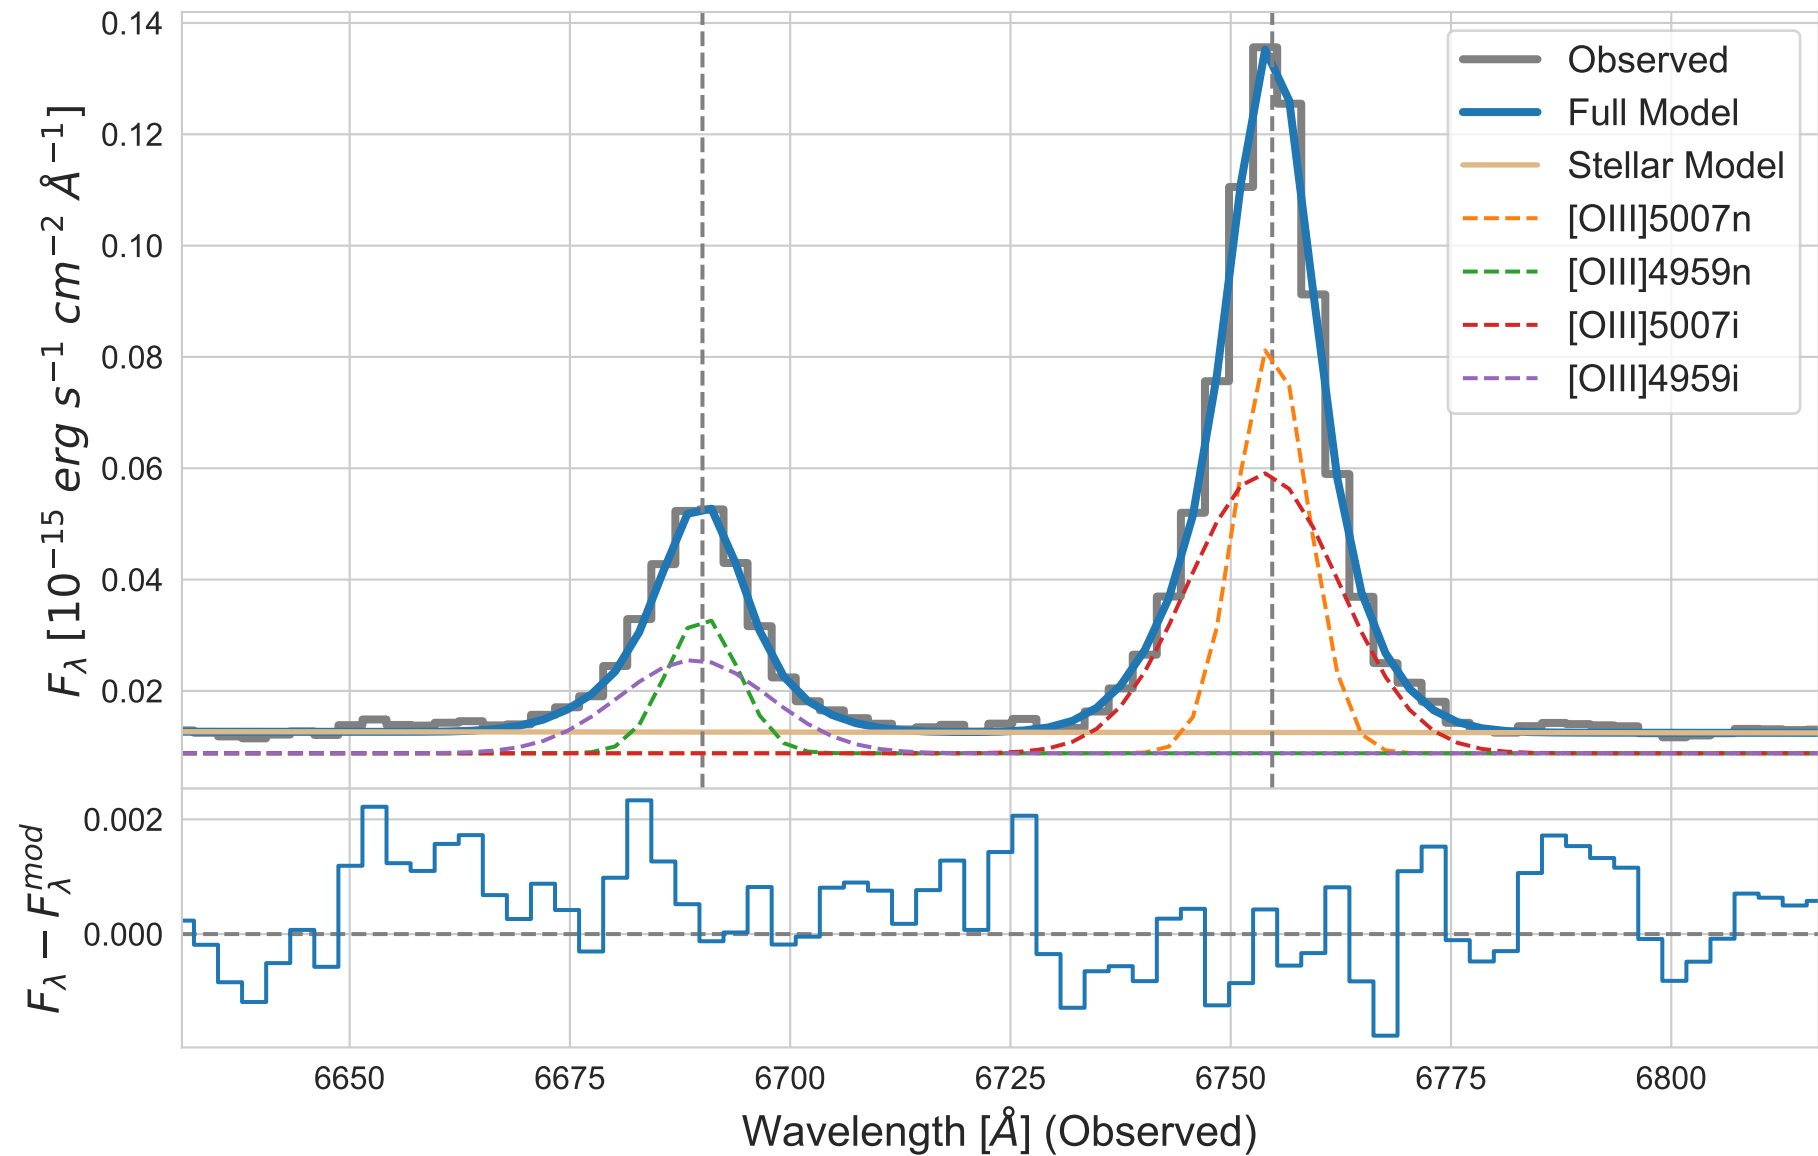 0.14
0.12
0.10
0.08
0.06
0.04
0.02
F_λ [10^{−15} erg s^{−1} cm^{−2} Å^{−1}]
Observed
Full Model
Stellar Model
[OIII]5007n
[OIII]4959n
[OIII]5007i
[OIII]4959i
0.002
0.000
F_λ − F_λ^{mod}
6650 6675 6700 6725 6750 6775 6800
Wavelength [Å] (Observed)